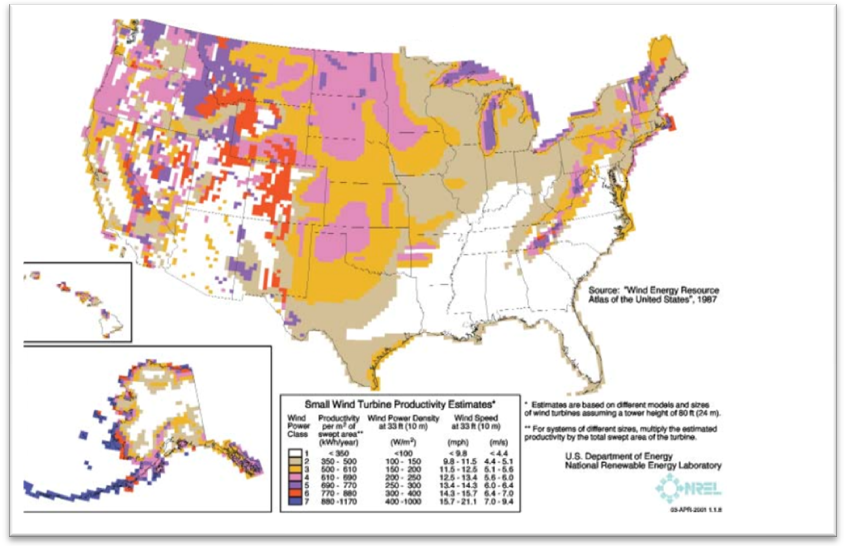 Source: "Wind Energy Resource
Atlas of the United States", 1987
Small Wind Turbine Productivity Estimates*
Wind Productivity Wind Power Density Wind Speed
Power per m² of at 33 ft (10 m) at 33 ft (10 m)
Class swept area**
(kWh/year) (W/m²) (mph) (m/s)
1 < 350 <100 < 9.8 < 4.4
2 350 - 500 100 - 150 9.8 - 11.5 4.4 - 5.1
3 500 - 610 150 - 200 11.5 - 12.5 5.1 - 5.6
4 610 - 690 200 - 250 12.5 - 13.4 5.6 - 6.0
5 690 - 770 250 - 300 13.4 - 14.3 6.0 - 6.4
6 770 - 880 300 - 400 14.3 - 15.7 6.4 - 7.0
7 880 -1170 400 -1000 15.7 - 21.1 7.0 - 9.4
* Estimates are based on different models and sizes
of wind turbines assuming a tower height of 80 ft (24 m).
** For systems of different sizes, multiply the estimated
productivity by the total swept area of the turbine.
U.S. Department of Energy
National Renewable Energy Laboratory
NREL
03-APR-2001 1.1.8